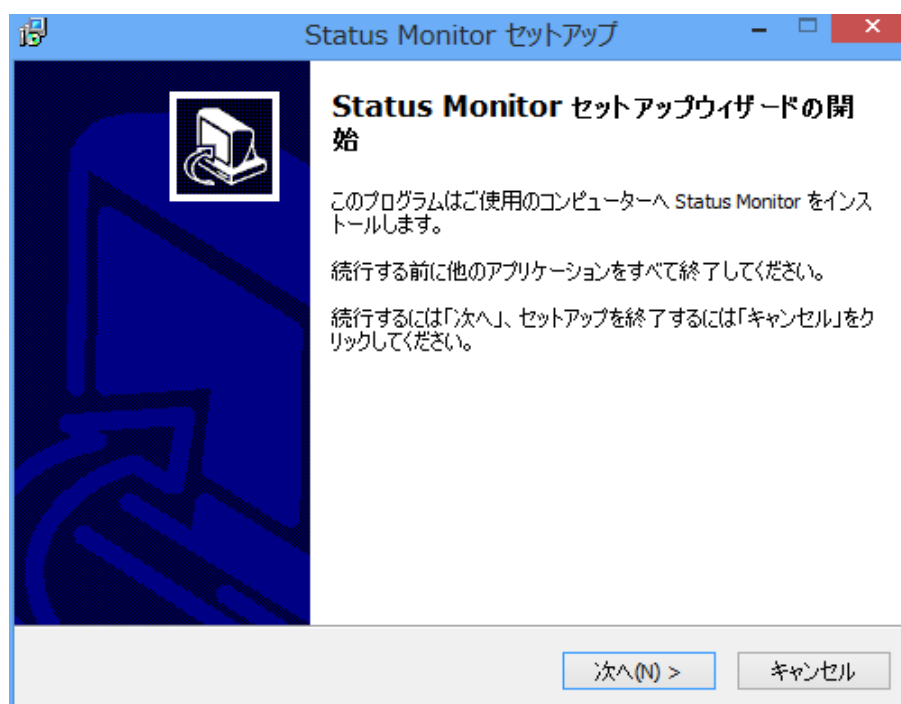 Status Monitor セットアップ
Status Monitor セットアップウィザードの開
始
このプログラムはご使用のコンピューターへ Status Monitor をインス
トールします。
続行する前に他のアプリケーションをすべて終了してください。
続行するには「次へ」、セットアップを終了するには「キャンセル」をク
リックしてください。
次へ(N) >
キャンセル